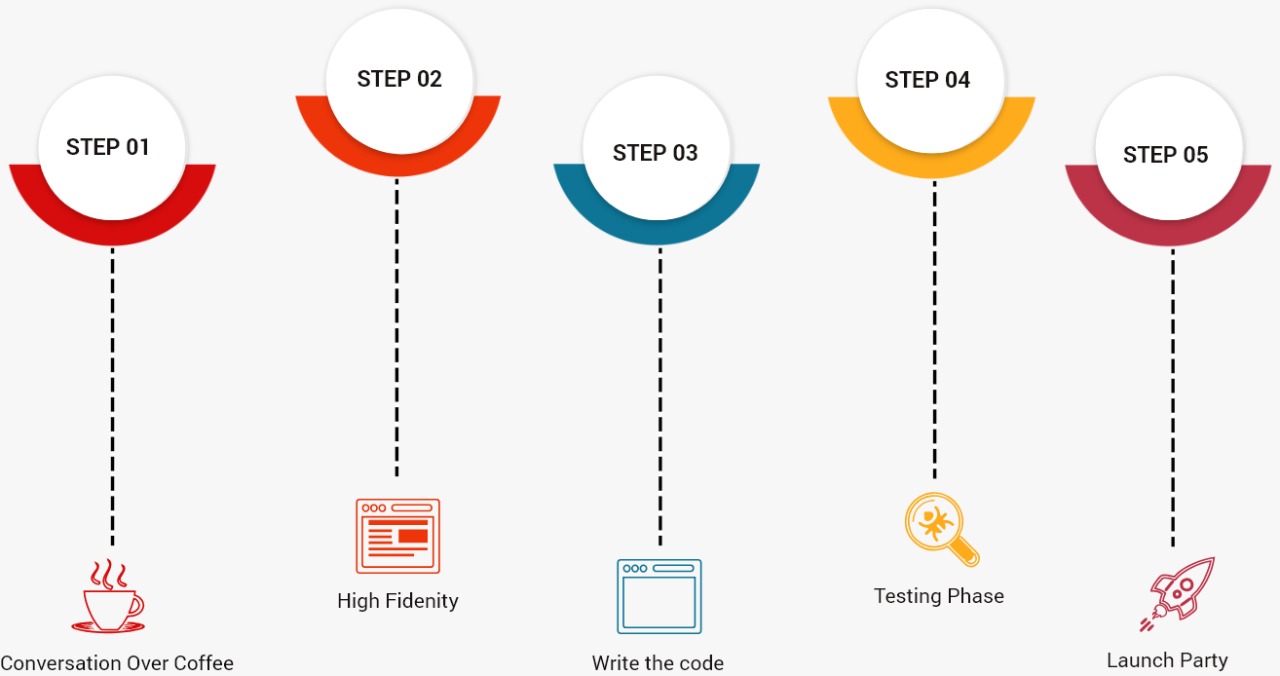 STEP 01
Conversation Over Coffee
STEP 02
High Fidenity
STEP 03
Write the code
STEP 04
Testing Phase
STEP 05
Launch Party